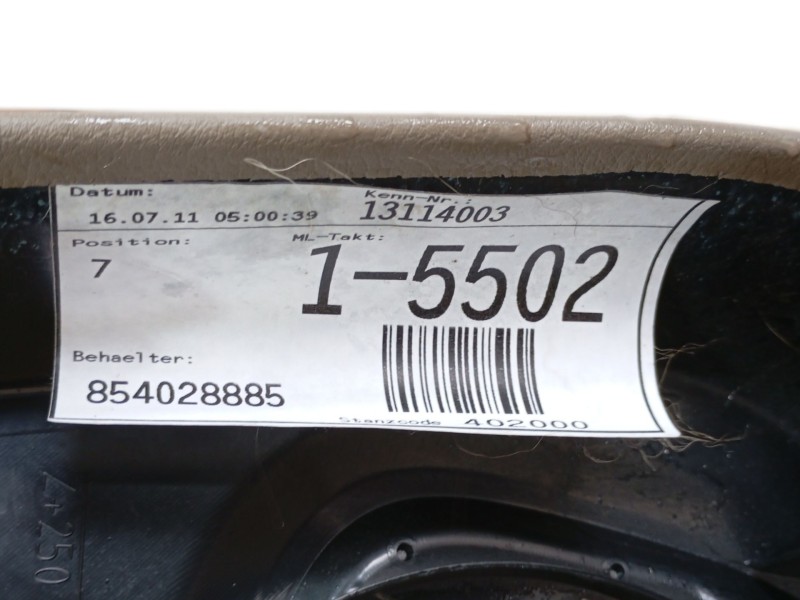 Datum:
Kenn-Nr.:
16.07.11 05:00:39
13114003
Position:
ML-Takt:
7
1-5502
Behaelter:
854028885
Stanzcode 402000